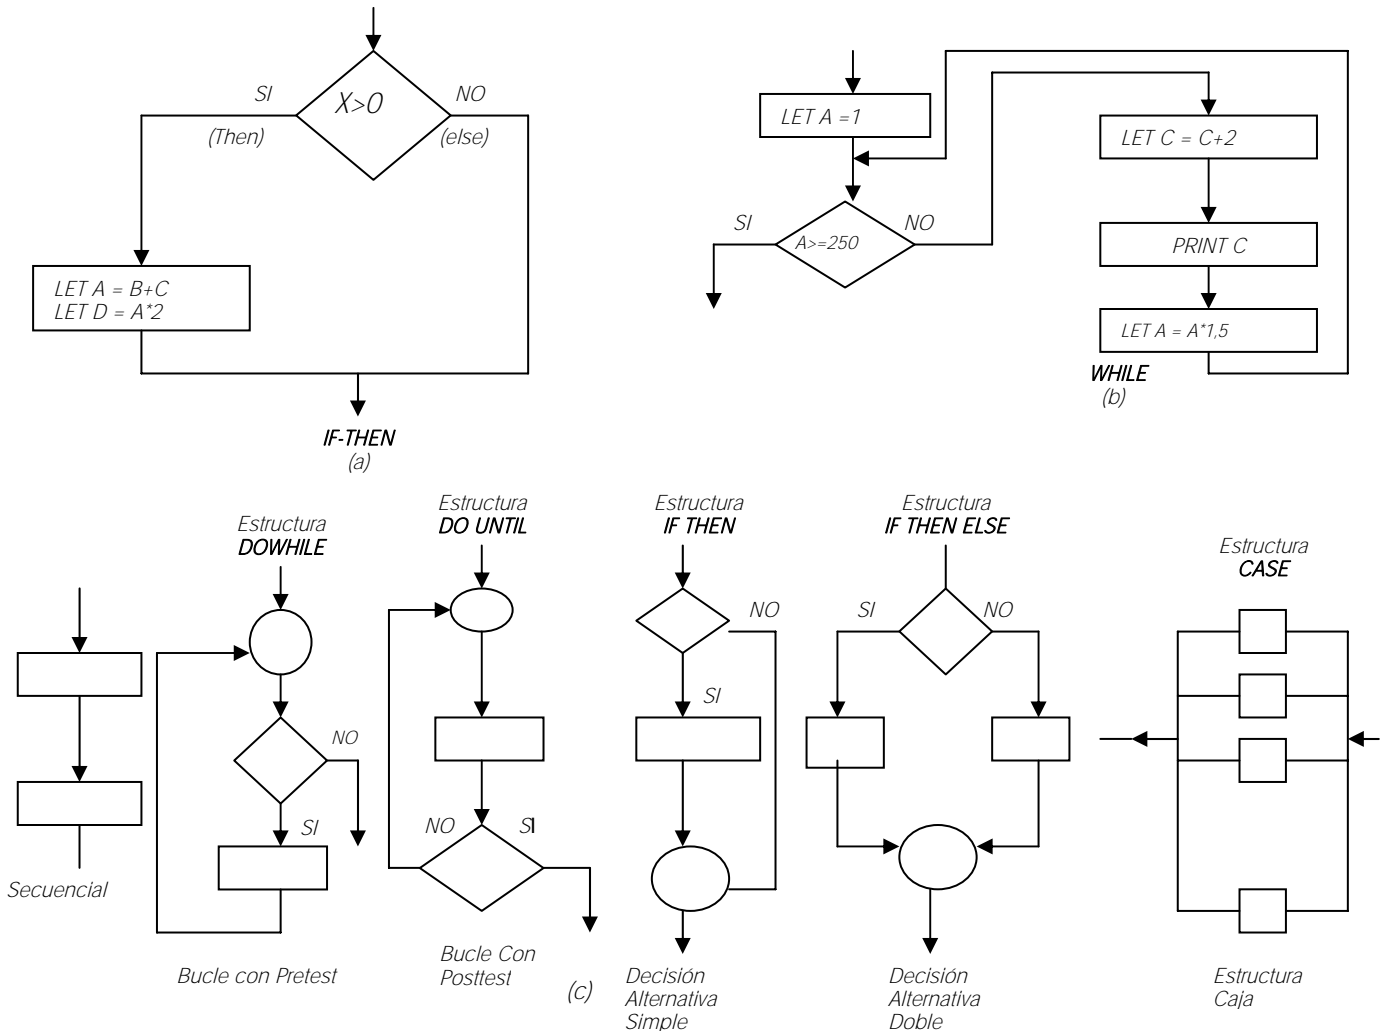 X>0
SI
NO
(Then)
(else)
LET A = B+C
LET D = A*2
IF-THEN
(a)
LET A =1
SI
NO
A>=250
LET C = C+2
PRINT C
LET A = A*1,5
WHILE
(b)
Secuencial
Estructura
DOWHILE
NO
SI
Bucle con Pretest
Estructura
DO UNTIL
NO
SI
Bucle Con
Posttest
(c)
Estructura
IF THEN
NO
SI
Decisión
Alternativa
Simple
Estructura
IF THEN ELSE
SI
NO
Decisión
Alternativa
Doble
Estructura
CASE
Estructura
Caja